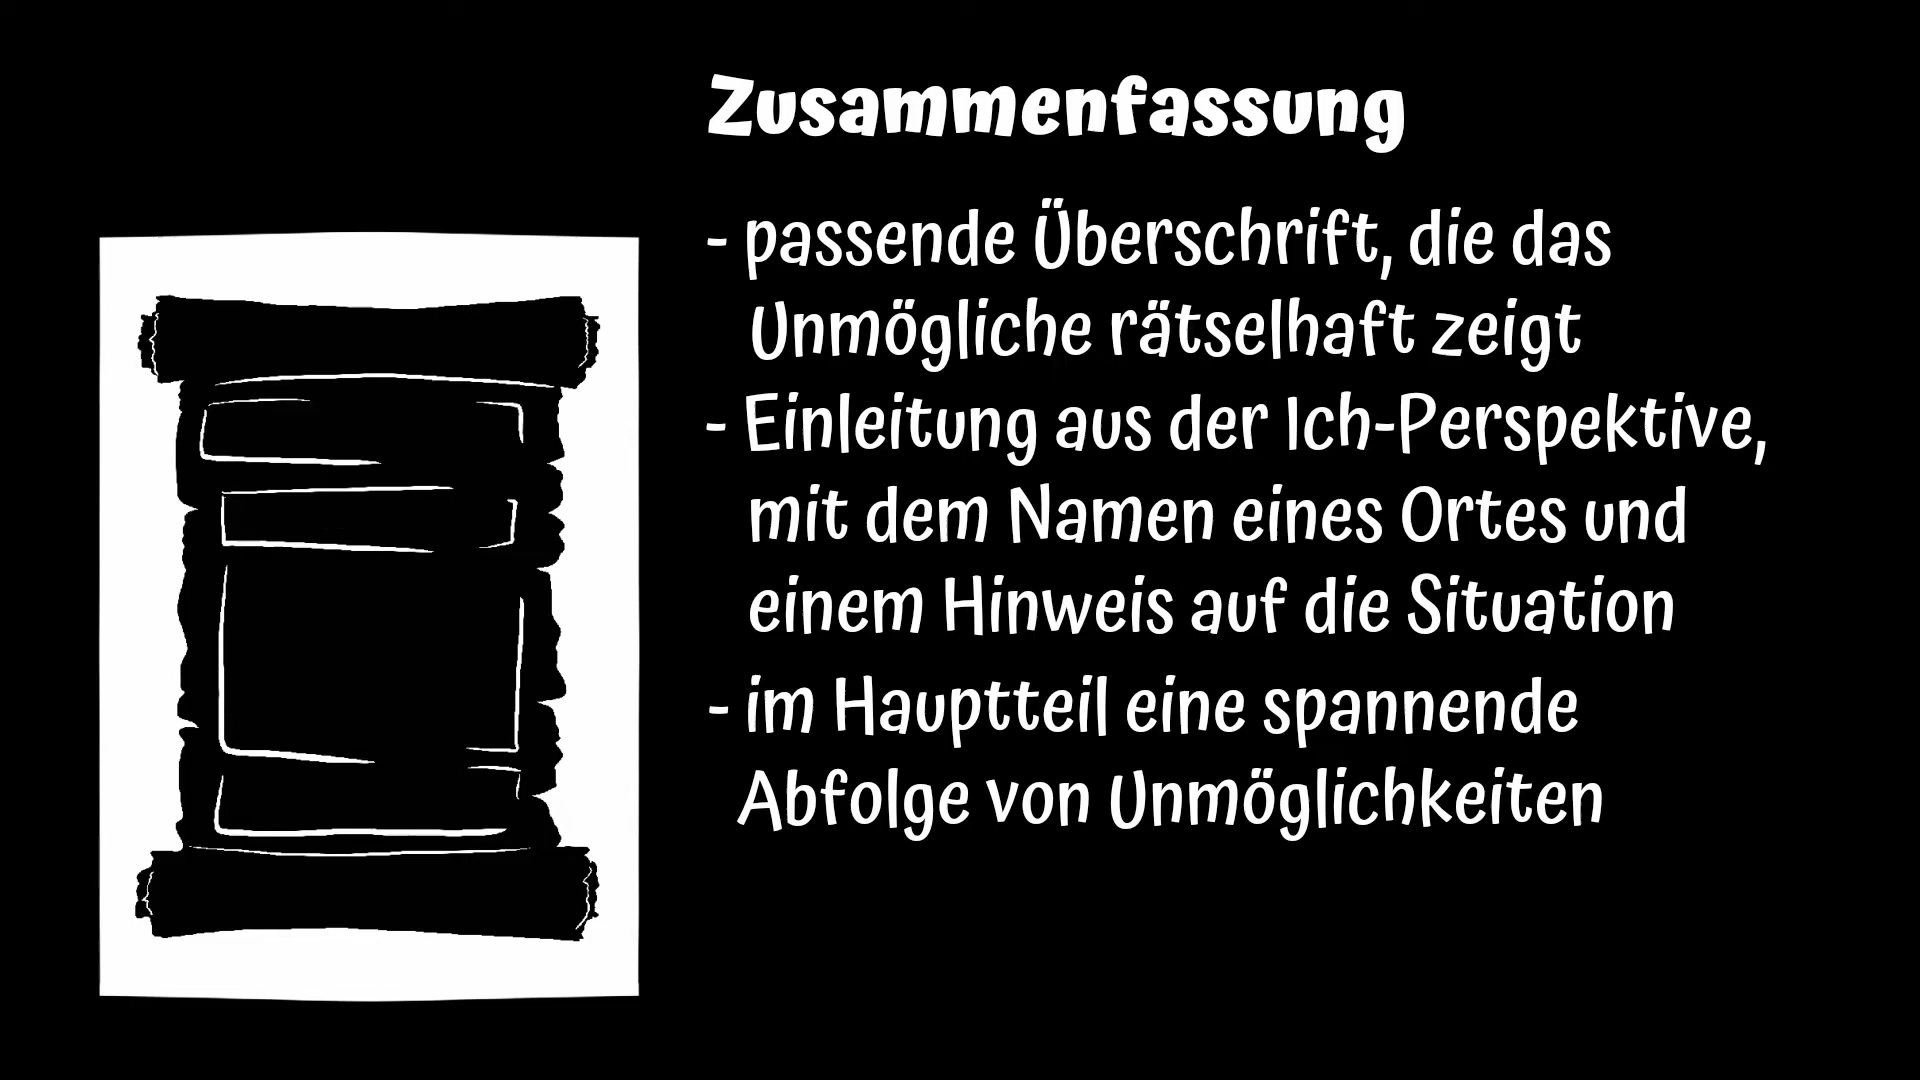 Zusammenfassung
- passende Überschrift, die das
Unmögliche rätselhaft zeigt
- Einleitung aus der Ich-Perspektive,
mit dem Namen eines Ortes und
einem Hinweis auf die Situation
- im Hauptteil eine spannende
Abfolge von Unmöglichkeiten